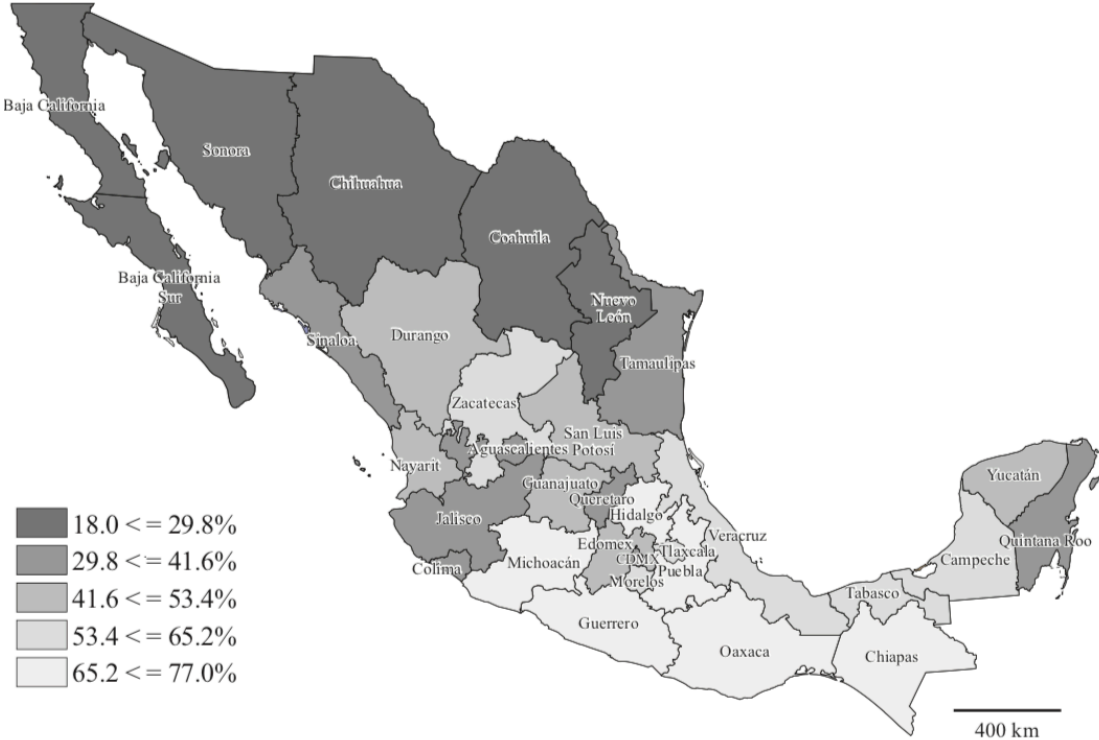 Baja California
Sonora
Chihuahua
Coahuila
Baja California
Sur
Nuevo
León
Sinaloa
Durango
Tamaulipas
Zacatecas
San Luis
Potosí
Aguascalientes
Nayarit
Yucatán
Guanajuato
Queretaro
Hidalgo
Jalisco
Quintana Roo
Veracruz
Edomex
Tlaxcala
CDMX
Michoacán
Campeche
Colima
Puebla
Morelos
Tabasco
Guerrero
Oaxaca
Chiapas
18.0 < = 29.8%
29.8 < = 41.6%
41.6 < = 53.4%
53.4 < = 65.2%
65.2 < = 77.0%
400 km